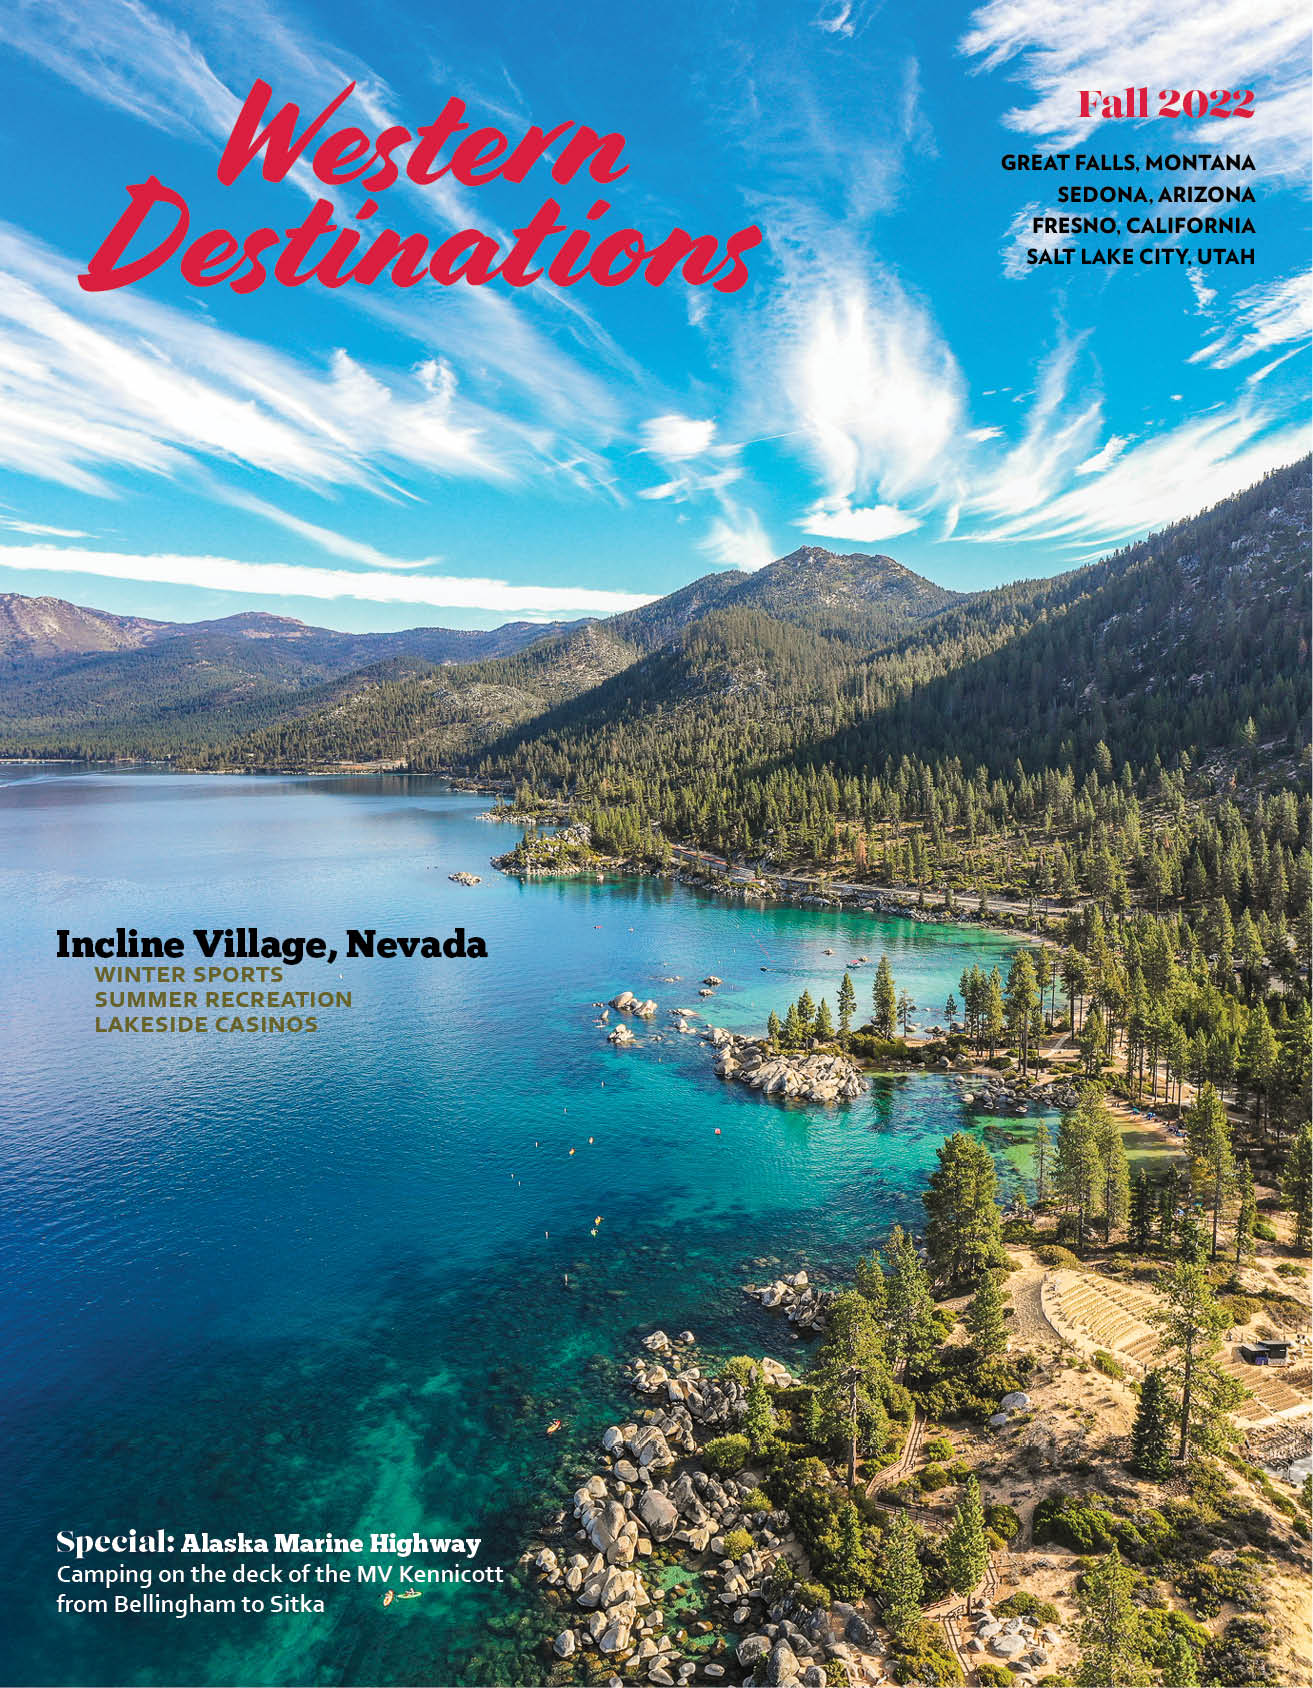 Western
Destinations
Fall 2022
GREAT FALLS, MONTANA
SEDONA, ARIZONA
FRESNO, CALIFORNIA
SALT LAKE CITY, UTAH
Incline Village, Nevada
WINTER SPORTS
SUMMER RECREATION
LAKESIDE CASINOS
Special: Alaska Marine Highway
Camping on the deck of the MV Kennicott
from Bellingham to Sitka